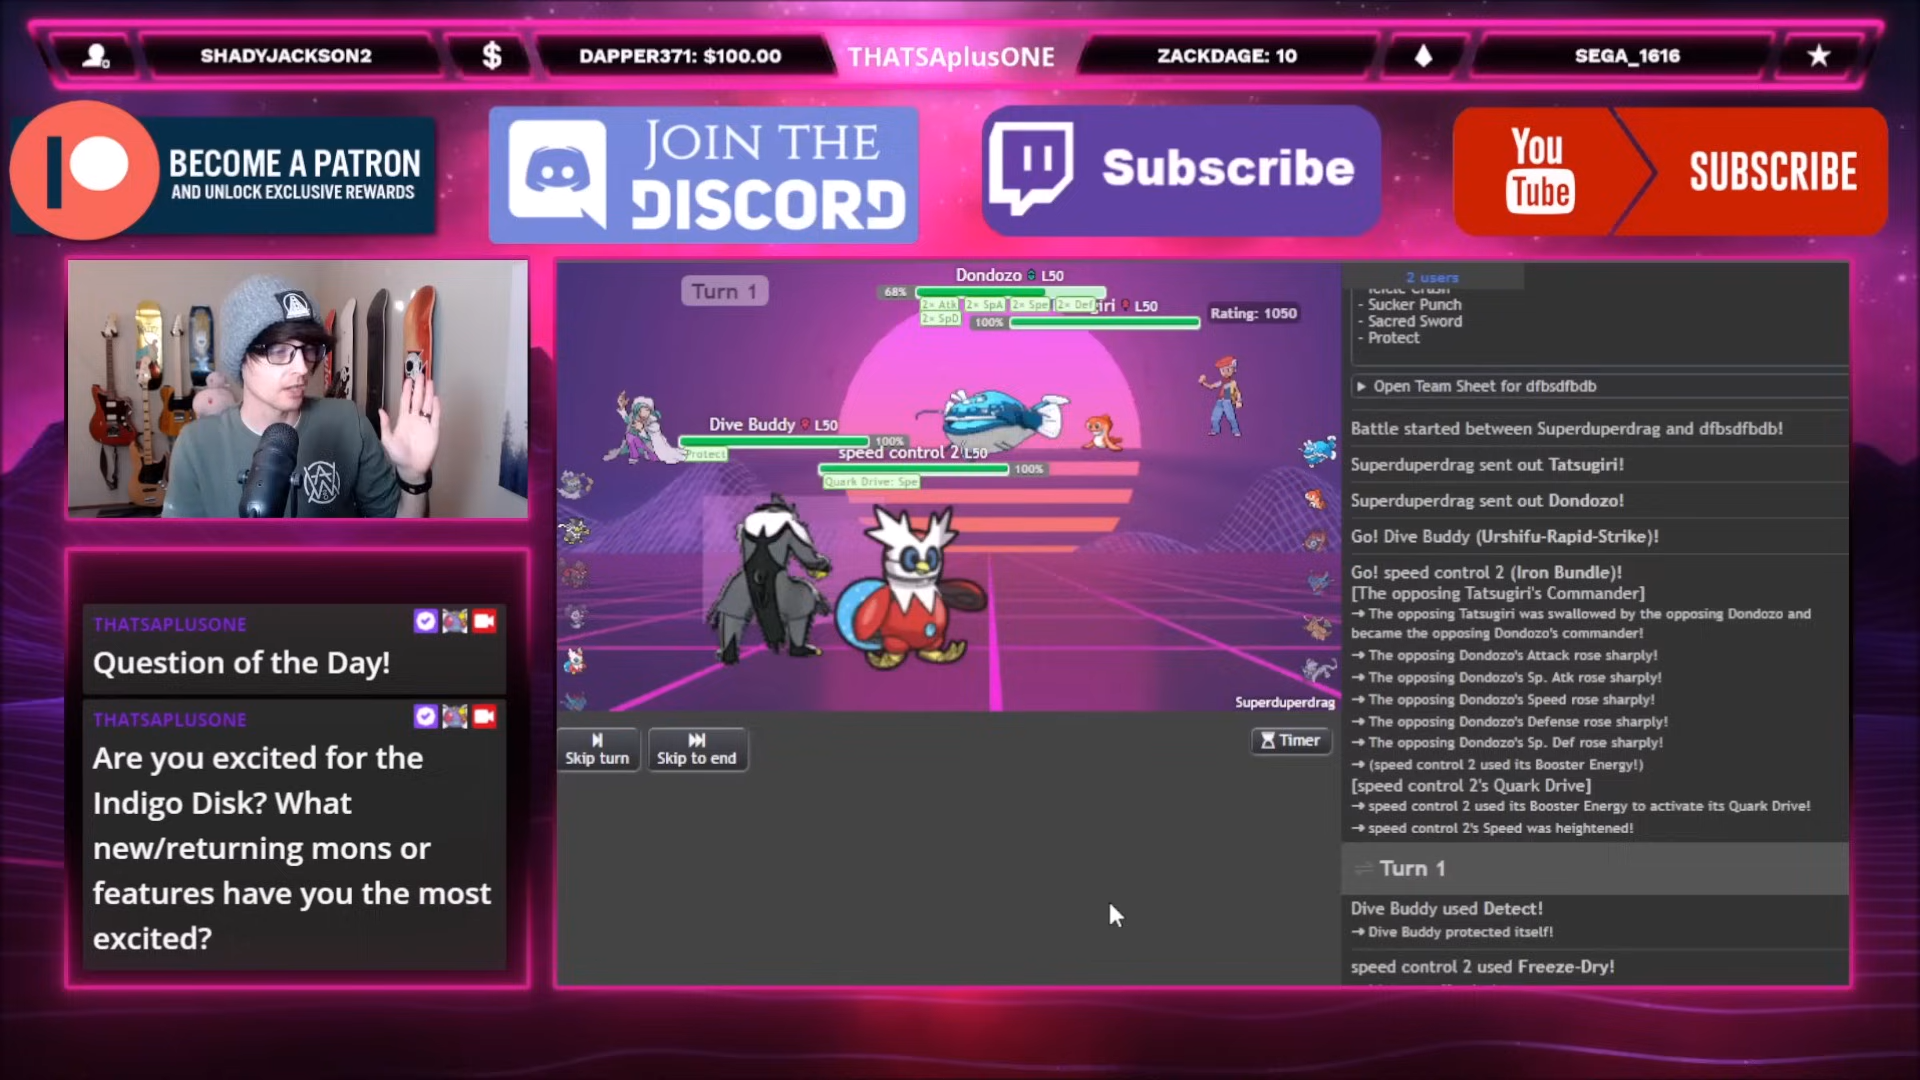 SHADYJACKSON2
$
DAPPER371: $100.00
THATSAplusONE
ZACKDAGE: 10
SEGA_1616
BECOME A PATRON
AND UNLOCK EXCLUSIVE REWARDS
JOIN THE
DISCORD
Subscribe
You
Tube
SUBSCRIBE
THATSAPLUSONE
Question of the Day!
THATSAPLUSONE
Are you excited for the
Indigo Disk? What
new/returning mons or
features have you the most
excited?
Turn 1
Dondozo L50
68%
2× Atk 2× SpA 2× Spe 2× Def
2× SpD
giri L50
100%
Rating: 1050
Dive Buddy L50
100%
Protect
speed control 2 L50
100%
Quark Drive: Spe
Superduperdrag
Skip turn
Skip to end
Timer
2 users
Icicle Crash
- Sucker Punch
- Sacred Sword
- Protect
Open Team Sheet for dfbsdfbdb
Battle started between Superduperdrag and dfbsdfbdb!
Superduperdrag sent out Tatsugiri!
Superduperdrag sent out Dondozo!
Go! Dive Buddy (Urshifu-Rapid-Strike)!
Go! speed control 2 (Iron Bundle)!
[The opposing Tatsugiri's Commander]
→ The opposing Tatsugiri was swallowed by the opposing Dondozo and
became the opposing Dondozo's commander!
→ The opposing Dondozo's Attack rose sharply!
→ The opposing Dondozo's Sp. Atk rose sharply!
→ The opposing Dondozo's Speed rose sharply!
→ The opposing Dondozo's Defense rose sharply!
→ The opposing Dondozo's Sp. Def rose sharply!
→ (speed control 2 used its Booster Energy!)
[speed control 2's Quark Drive]
→ speed control 2 used its Booster Energy to activate its Quark Drive!
→ speed control 2's Speed was heightened!
Turn 1
Dive Buddy used Detect!
→ Dive Buddy protected itself!
speed control 2 used Freeze-Dry!